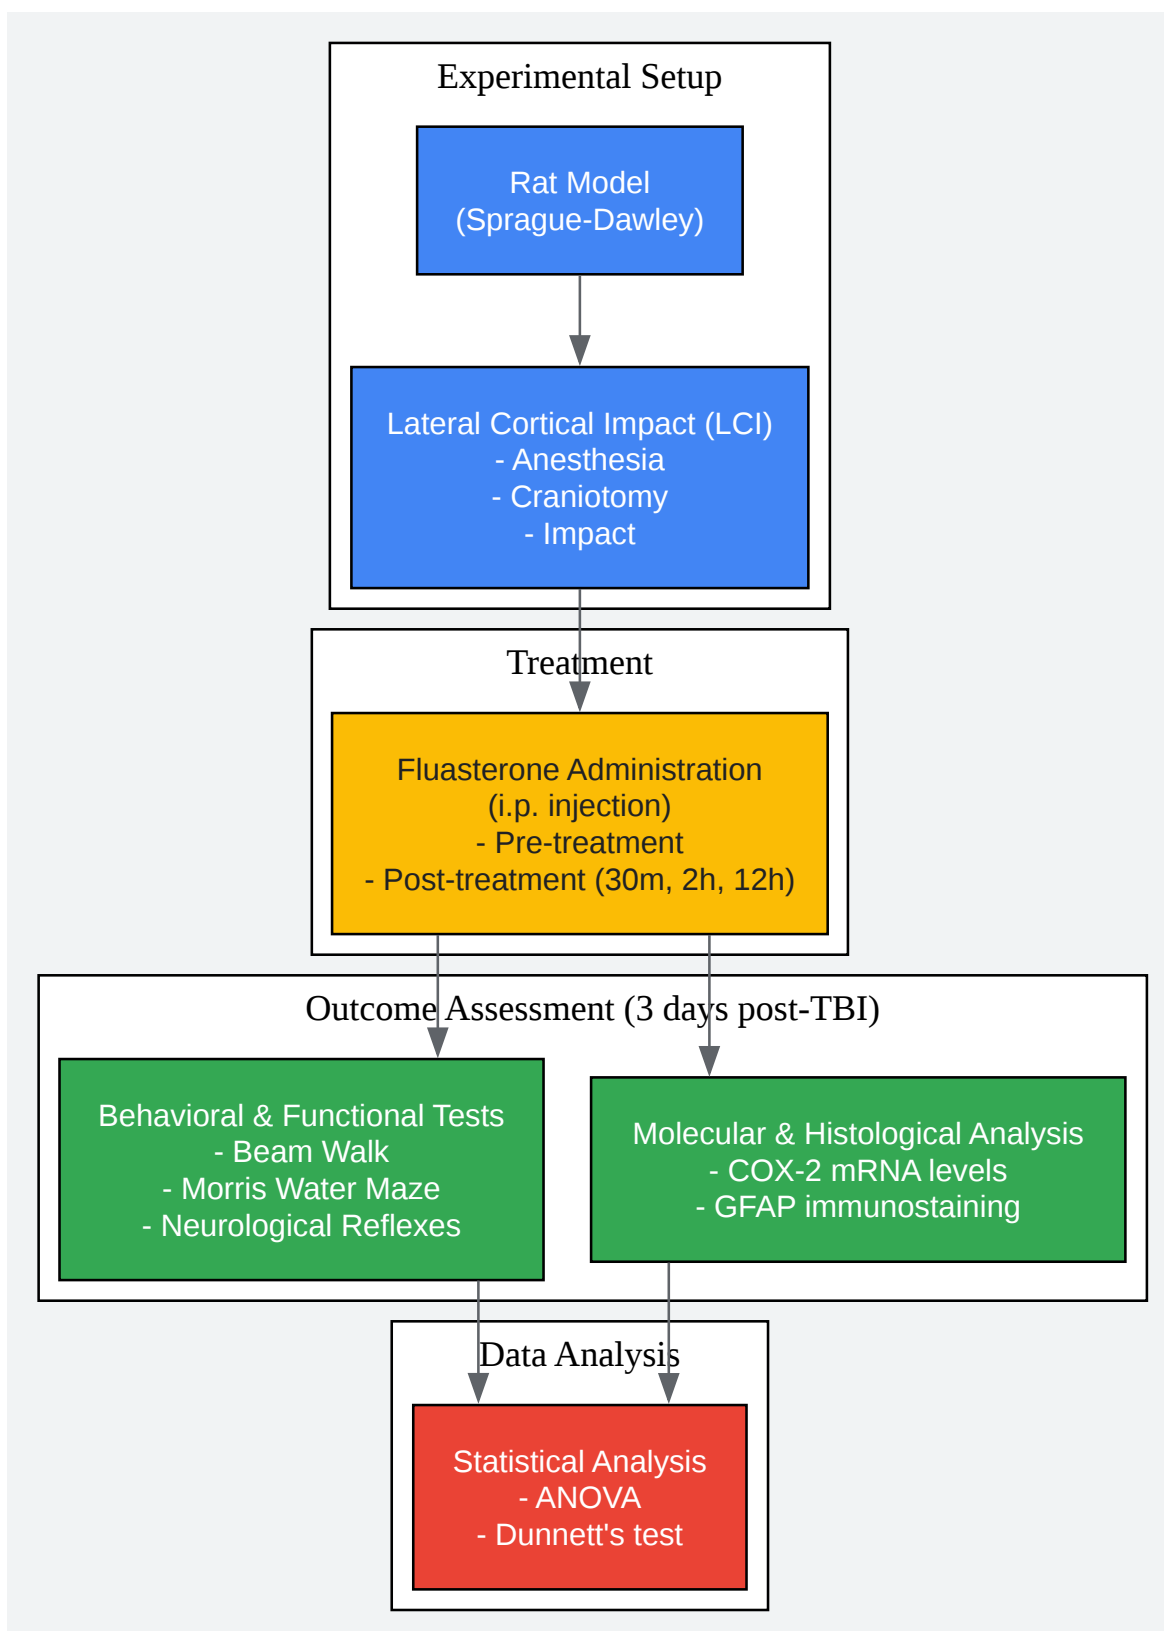 Experimental Setup
Rat Model
(Sprague-Dawley)
Lateral Cortical Impact (LCI)
- Anesthesia
- Craniotomy
- Impact
Treatment
Fluasterone Administration
(i.p. injection)
- Pre-treatment
- Post-treatment (30m, 2h, 12h)
Outcome Assessment (3 days post-TBI)
Behavioral & Functional Tests
- Beam Walk
- Morris Water Maze
- Neurological Reflexes
Molecular & Histological Analysis
- COX-2 mRNA levels
- GFAP immunostaining
Data Analysis
Statistical Analysis
- ANOVA
- Dunnett's test